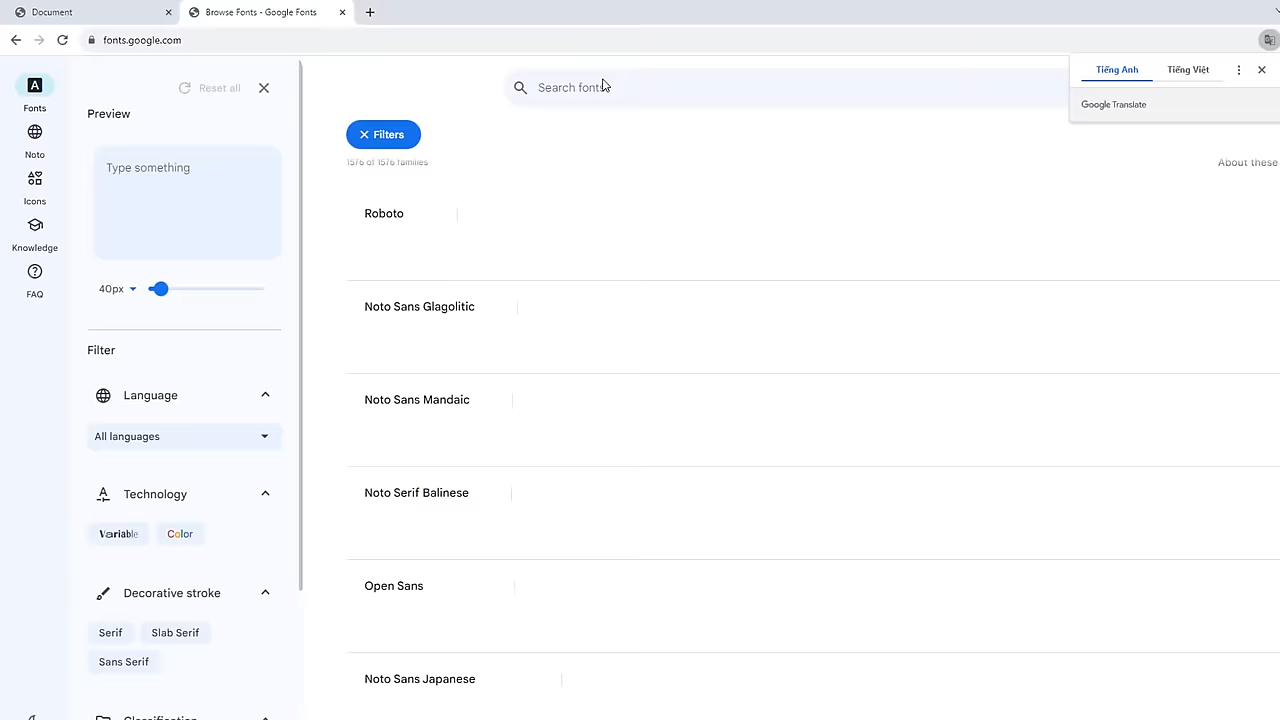 Document
Browse Fonts - Google Fonts
fonts.google.com
Tiếng Anh
Tiếng Việt
Google Translate
Fonts
Noto
Icons
Knowledge
FAQ
Reset all
Preview
Type something
40px
Filter
Language
All languages
Technology
Variable
Color
Decorative stroke
Serif
Slab Serif
Sans Serif
Classification
Search fonts
Filters
1576 of 1576 families
About these
Roboto
Noto Sans Glagolitic
Noto Sans Mandaic
Noto Serif Balinese
Open Sans
Noto Sans Japanese